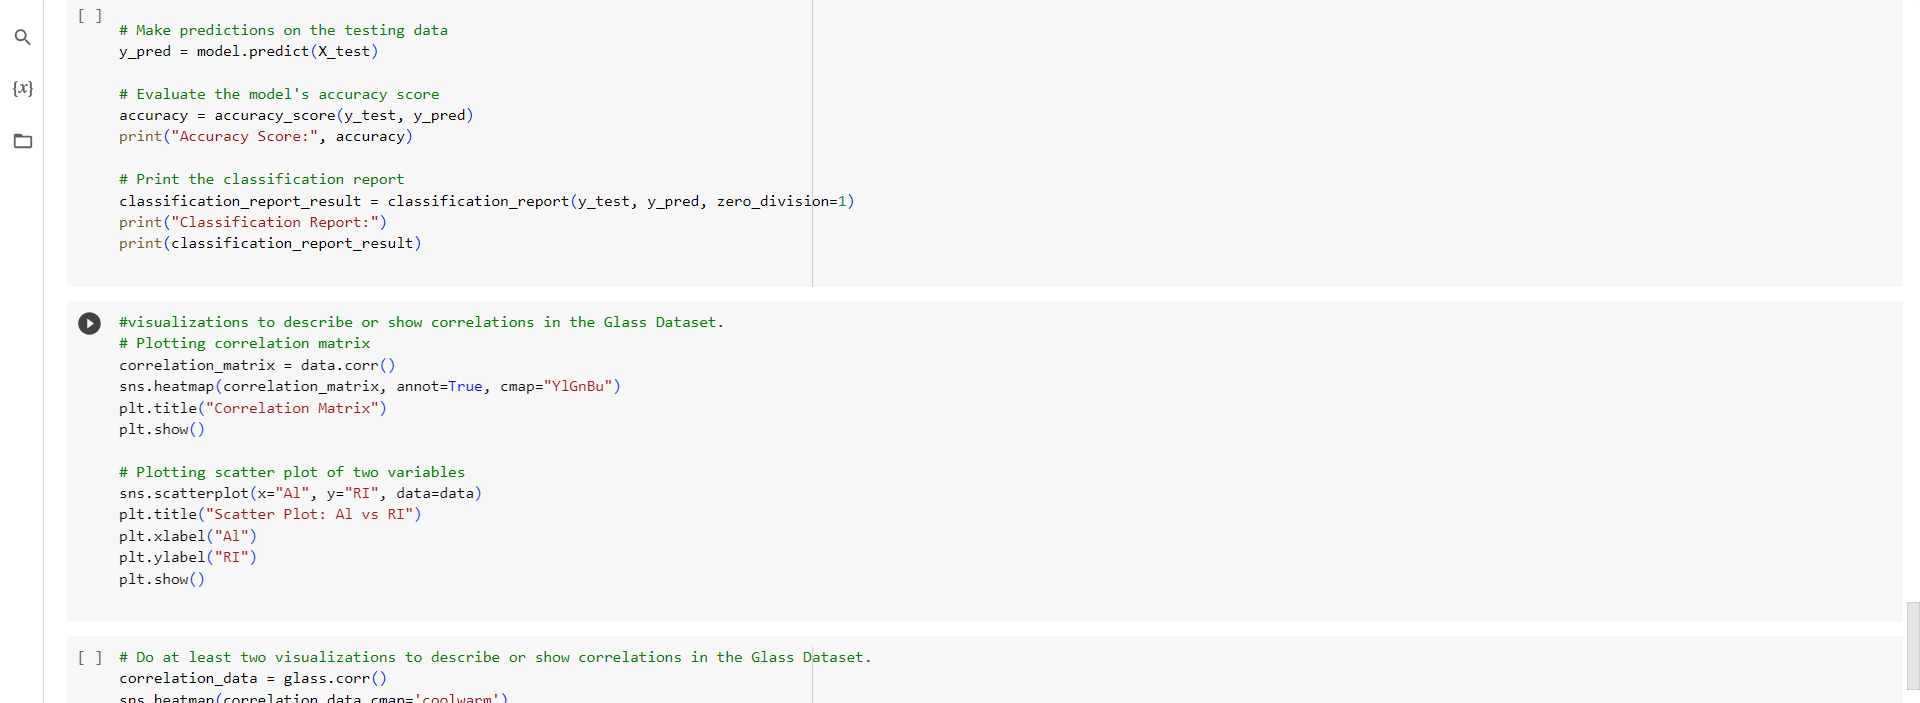 [ ]
# Make predictions on the testing data
y_pred = model.predict(X_test)
# Evaluate the model's accuracy score
accuracy = accuracy_score(y_test, y_pred)
print("Accuracy Score:", accuracy)
# Print the classification report
classification_report_result = classification_report(y_test, y_pred, zero_division=1)
print("Classification Report:")
print(classification_report_result)
{x}
#visualizations to describe or show correlations in the Glass Dataset.
# Plotting correlation matrix
correlation_matrix = data.corr()
sns.heatmap(correlation_matrix, annot=True, cmap="YlGnBu")
plt.title("Correlation Matrix")
plt.show()
# Plotting scatter plot of two variables
sns.scatterplot(x="Al", y="RI", data=data)
plt.title("Scatter Plot: Al vs RI")
plt.xlabel("Al")
plt.ylabel("RI")
plt.show()
[ ] # Do at least two visualizations to describe or show correlations in the Glass Dataset.
correlation_data = glass.corr()
sns.heatmap(correlation_data,cmap='coolwarm')